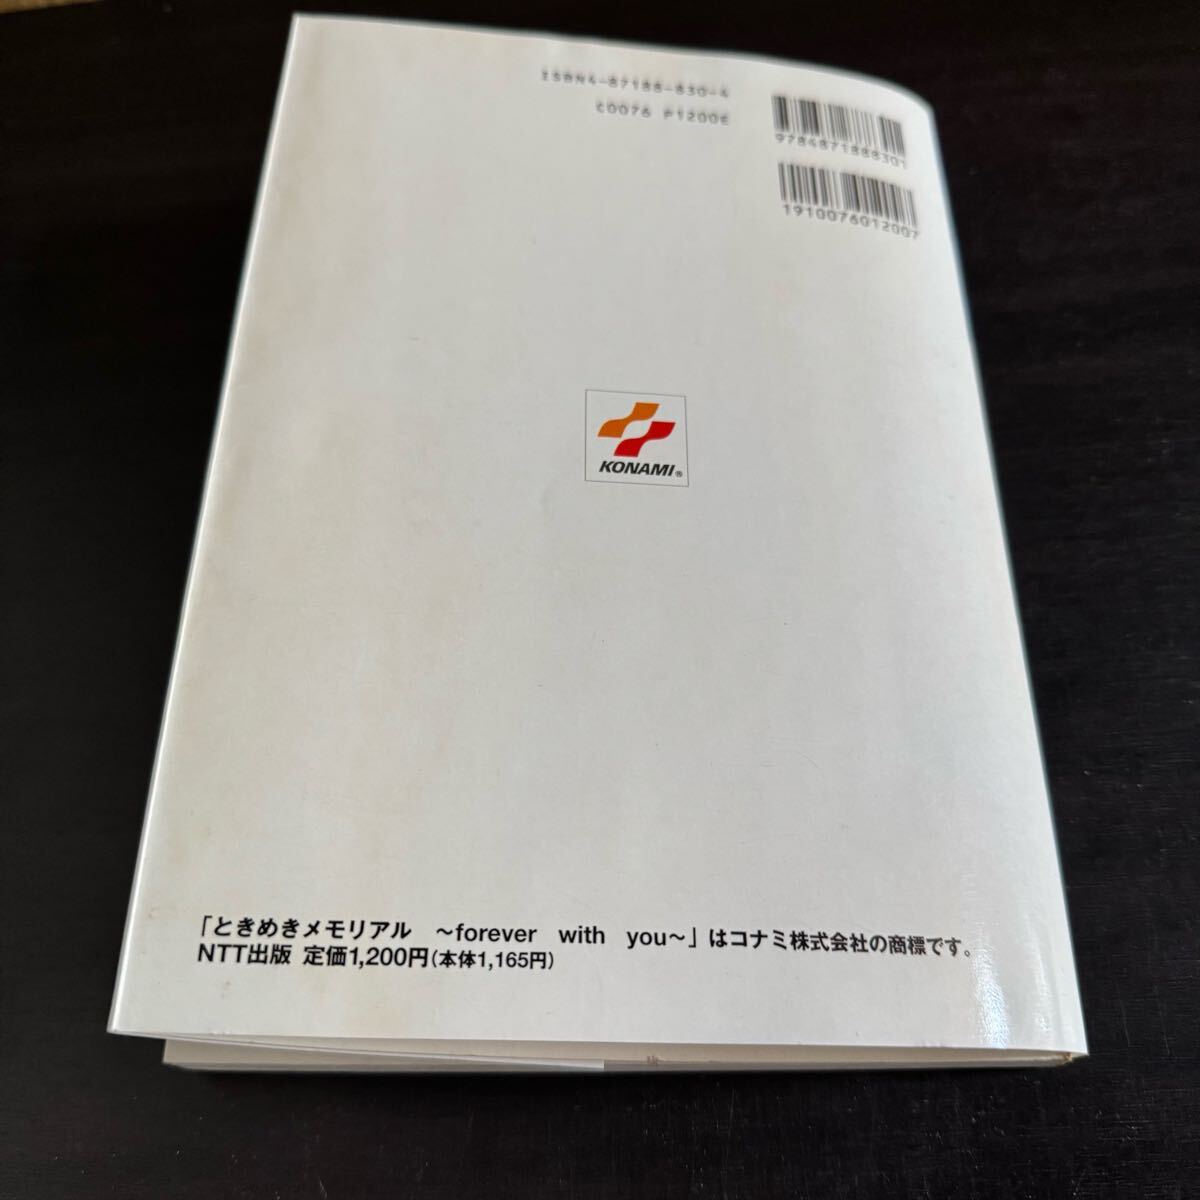 ISBN4-87188-830-4
C0076 P1200E
9784871888301
1910076012007
KONAMI®
「ときめきメモリアル ～forever with you～」はコナミ株式会社の商標です。
NTT出版 定価1,200円(本体1,165円)